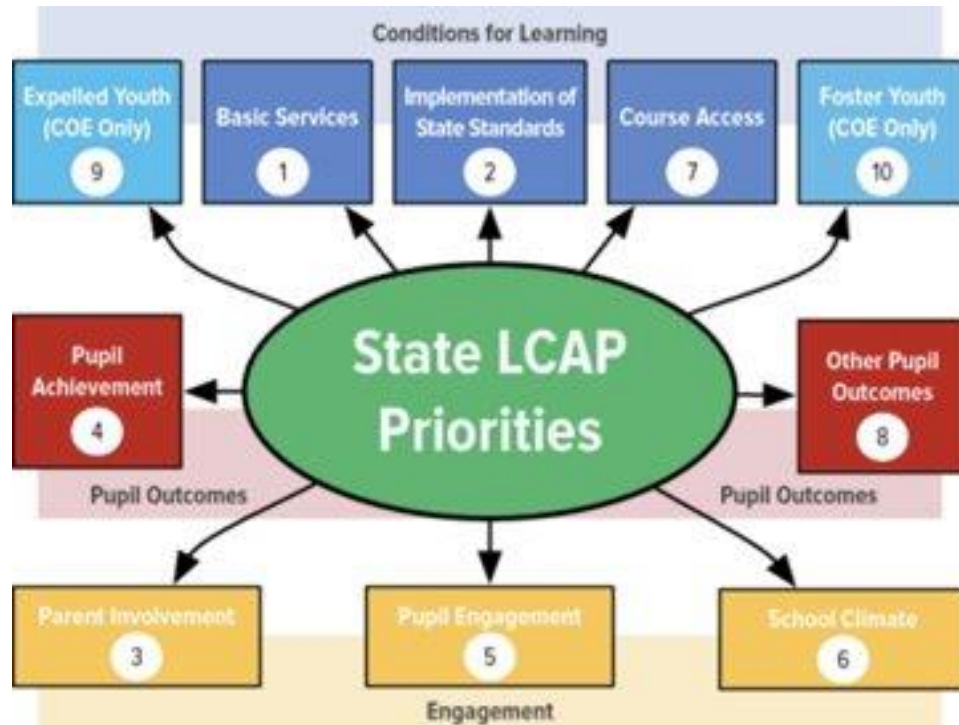 Conditions for Learning
Expelled Youth
(COE Only)
9
Basic Services
1
Implementation of
State Standards
2
Course Access
7
Foster Youth
(COE Only)
10
State LCAP
Priorities
Pupil
Achievement
4
Other Pupil
Outcomes
8
Pupil Outcomes
Pupil Outcomes
Parent Involvement
3
Pupil Engagement
5
School Climate
6
Engagement